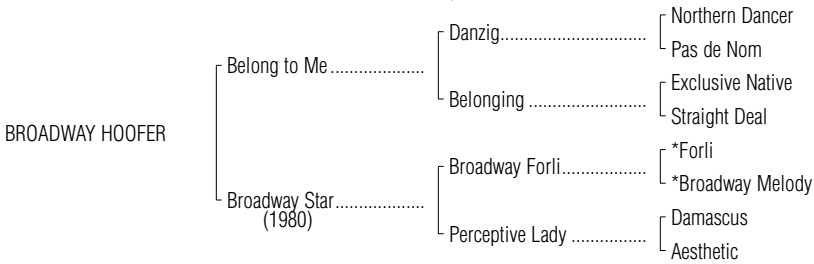 Northern Dancer
Danzig
Pas de Nom
Belong to Me
Exclusive Native
Belonging
Straight Deal
BROADWAY HOOFER
*Forli
Broadway Forli
*Broadway Melody
Broadway Star
(1980)
Damascus
Perceptive Lady
Aesthetic